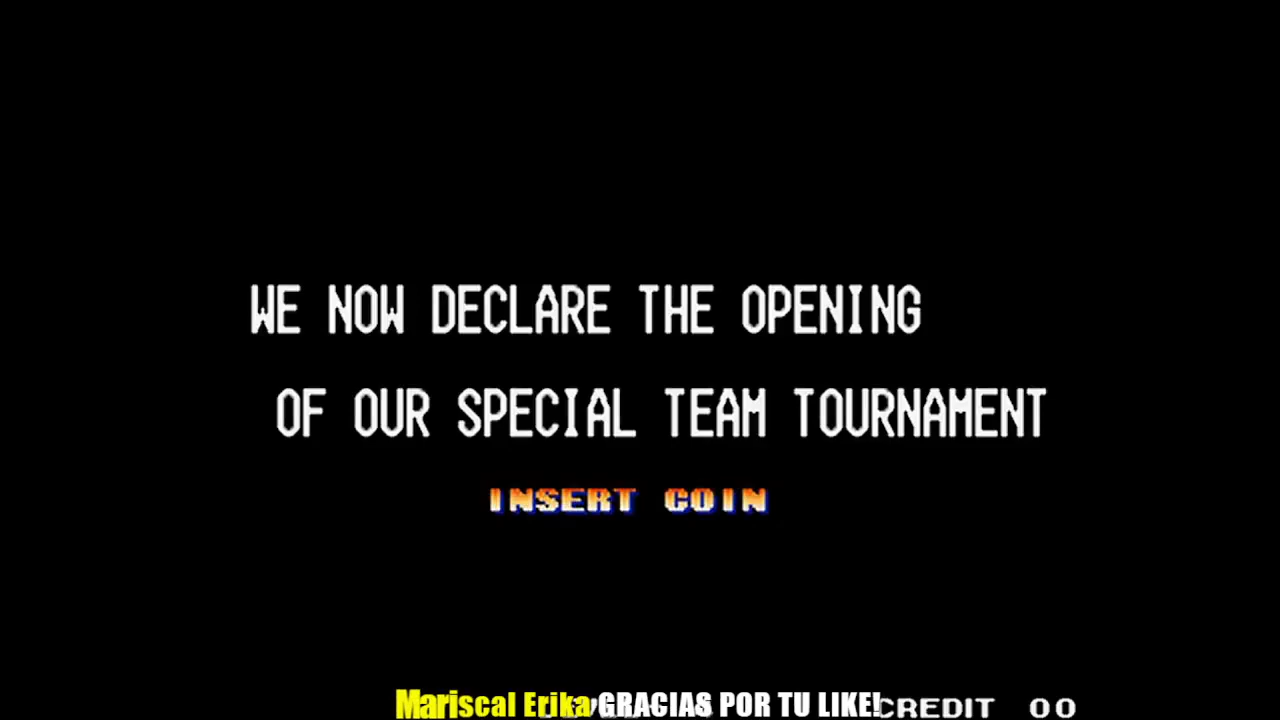 WE NOW DECLARE THE OPENING
OF OUR SPECIAL TEAM TOURNAMENT
INSERT COIN
Mariscal Erika GRACIAS POR TU LIKE! CREDIT 00